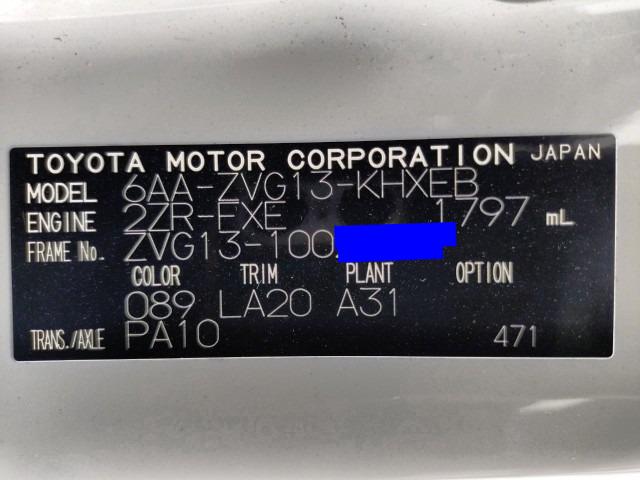 TOYOTA MOTOR CORPORATION JAPAN
MODEL 6AA-ZVG13-KHXEB
ENGINE 2ZR-EXE 1797 mL
FRAME No. ZVG13-100
COLOR TRIM PLANT OPTION
089 LA20 A31
TRANS./AXLE PA10 471